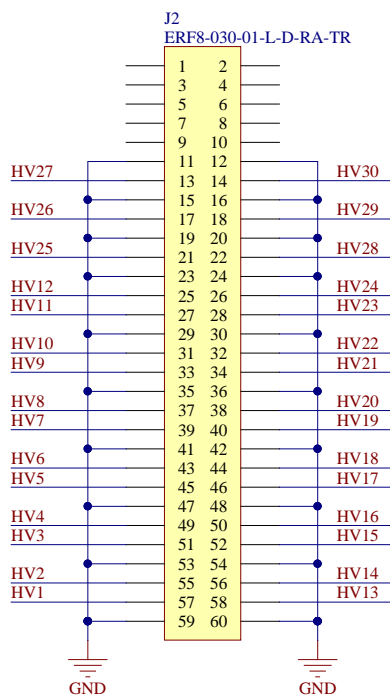 J2
ERF8-030-01-L-D-RA-TR
1 2
3 4
5 6
7 8
9 10
11 12
HV27 13 14 HV30
15 16
HV26 17 18 HV29
19 20
HV25 21 22 HV28
23 24
HV12 25 26 HV24
HV11 27 28 HV23
29 30
HV10 31 32 HV22
HV9 33 34 HV21
35 36
HV8 37 38 HV20
HV7 39 40 HV19
41 42
HV6 43 44 HV18
HV5 45 46 HV17
47 48
HV4 49 50 HV16
HV3 51 52 HV15
53 54
HV2 55 56 HV14
HV1 57 58 HV13
59 60
GND GND